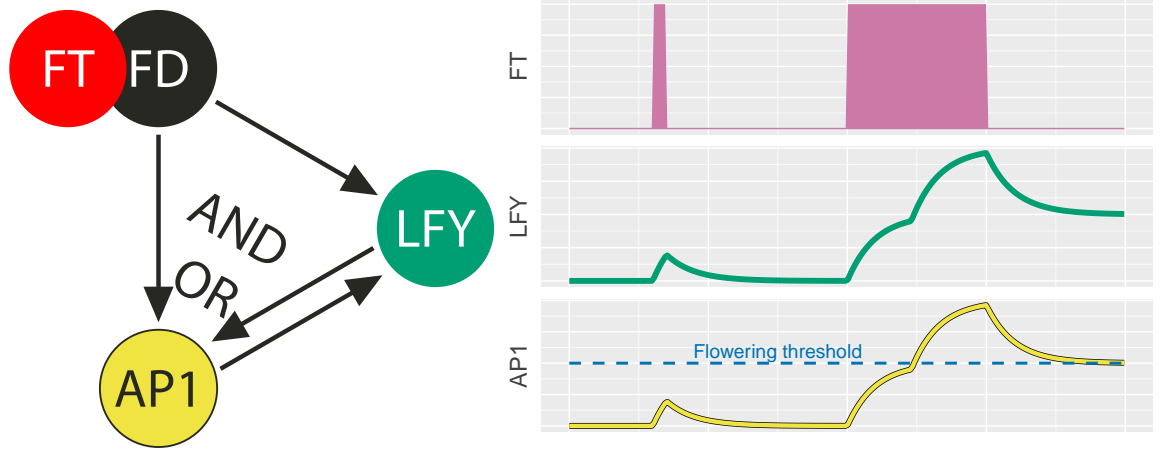 FT FD
AND
OR
LFY
AP1
FT
LFY
AP1
Flowering threshold